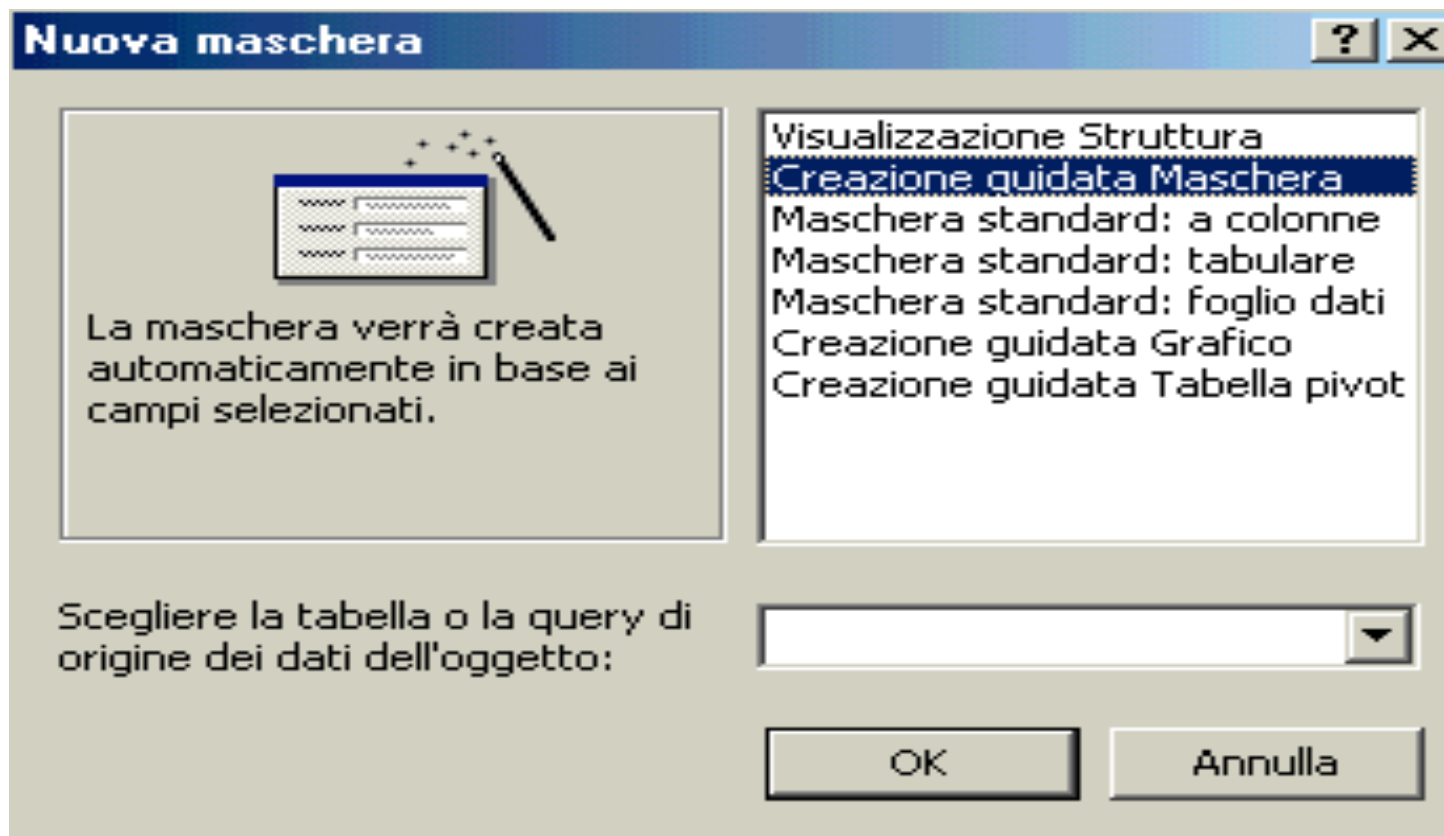 Nuova maschera
?
La maschera verrà creata
automaticamente in base ai
campi selezionati.
Visualizzazione Struttura
Creazione guidata Maschera
Maschera standard: a colonne
Maschera standard: tabulare
Maschera standard: foglio dati
Creazione guidata Grafico
Creazione guidata Tabella pivot
Scegliere la tabella o la query di
origine dei dati dell'oggetto:
OK
Annulla